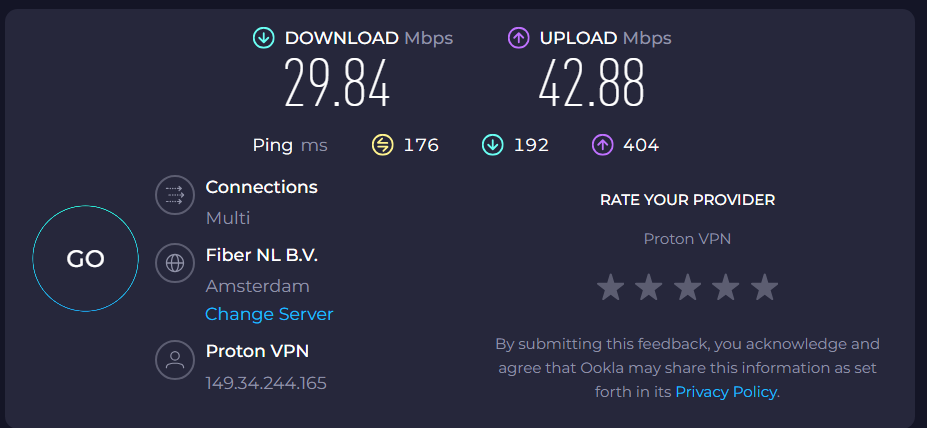 DOWNLOAD Mbps UPLOAD Mbps
29.84 42.88
Ping ms 176 192 404
GO
Connections
Multi
Fiber NL B.V.
Amsterdam
Change Server
Proton VPN
149.34.244.165
RATE YOUR PROVIDER
Proton VPN
By submitting this feedback, you acknowledge and
agree that Ookla may share this information as set
forth in its Privacy Policy.